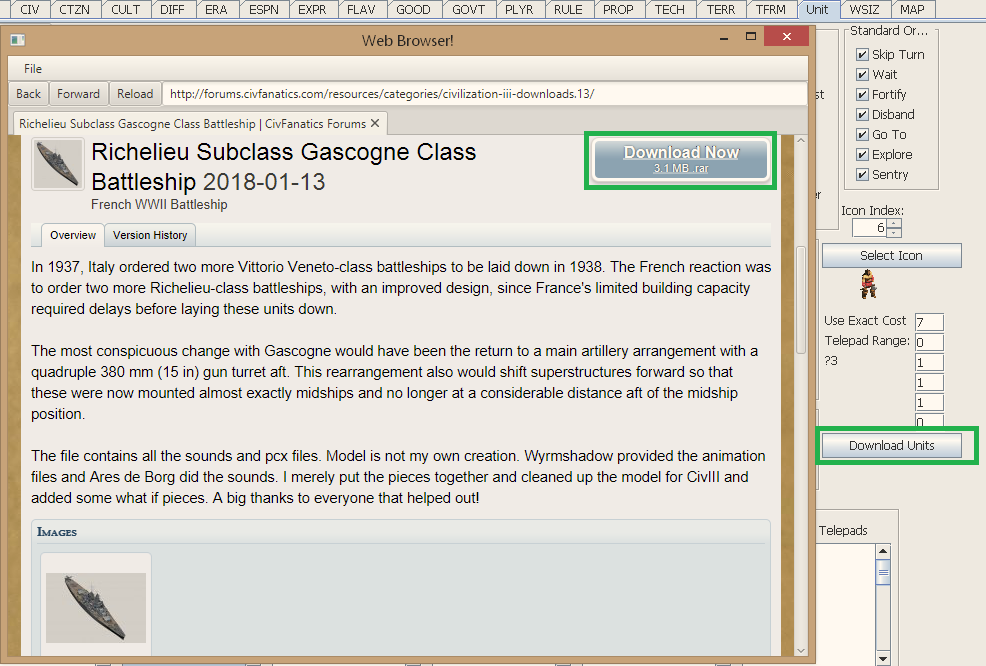 CIV CTZN CULT DIFF ERA ESPN EXPR FLAV GOOD GOVT PLYR RULE PROP TECH TERR TRFM Unit WSIZ MAP
Web Browser!
File
Back Forward Reload http://forums.civfanatics.com/resources/categories/civilization-iii-downloads.13/
Richelieu Subclass Gascogne Class Battleship | CivFanatics Forums
Richelieu Subclass Gascogne Class
Battleship 2018-01-13
French WWII Battleship
Download Now
3.1 MB .rar
Overview Version History
In 1937, Italy ordered two more Vittorio Veneto-class battleships to be laid down in 1938. The French reaction was
to order two more Richelieu-class battleships, with an improved design, since France's limited building capacity
required delays before laying these units down.
The most conspicuous change with Gascogne would have been the return to a main artillery arrangement with a
quadruple 380 mm (15 in) gun turret aft. This rearrangement also would shift superstructures forward so that
these were now mounted almost exactly midships and no longer at a considerable distance aft of the midship
position.
The file contains all the sounds and pcx files. Model is not my own creation. Wyrmshadow provided the animation
files and Ares de Borg did the sounds. I merely put the pieces together and cleaned up the model for CivIII and
added some what if pieces. A big thanks to everyone that helped out!
Images
Standard Or...
Skip Turn
Wait
st
Fortify
Disband
Go To
Explore
Sentry
er
Icon Index:
6
Select Icon
Use Exact Cost 7
Telepad Range: 0
?3 1
1
1
0
Download Units
Telepads